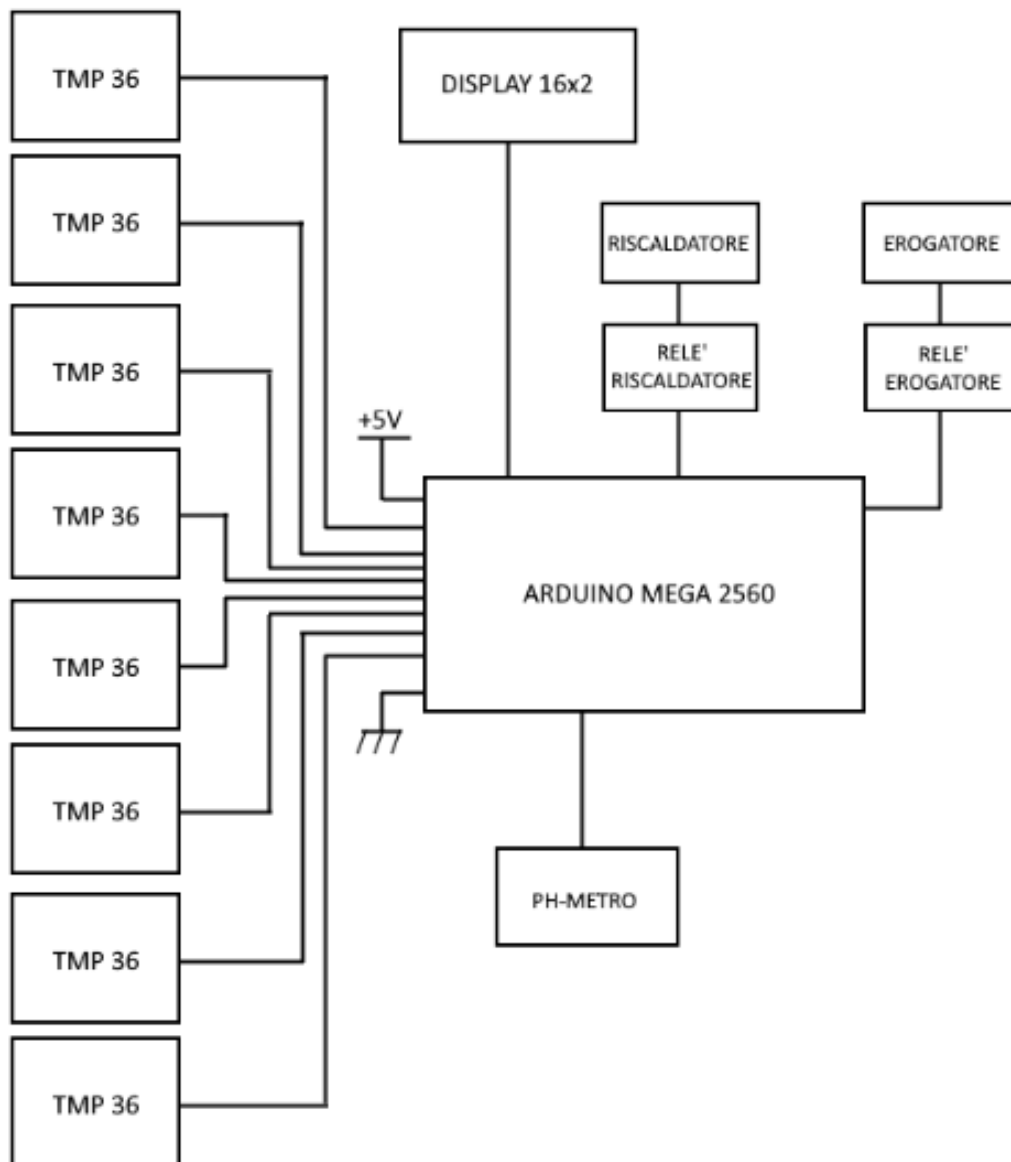 TMP 36
TMP 36
TMP 36
TMP 36
TMP 36
TMP 36
TMP 36
TMP 36
DISPLAY 16x2
RISCALDATORE
EROGATORE
RELE'
RISCALDATORE
RELE'
EROGATORE
+5V
ARDUINO MEGA 2560
PH-METRO